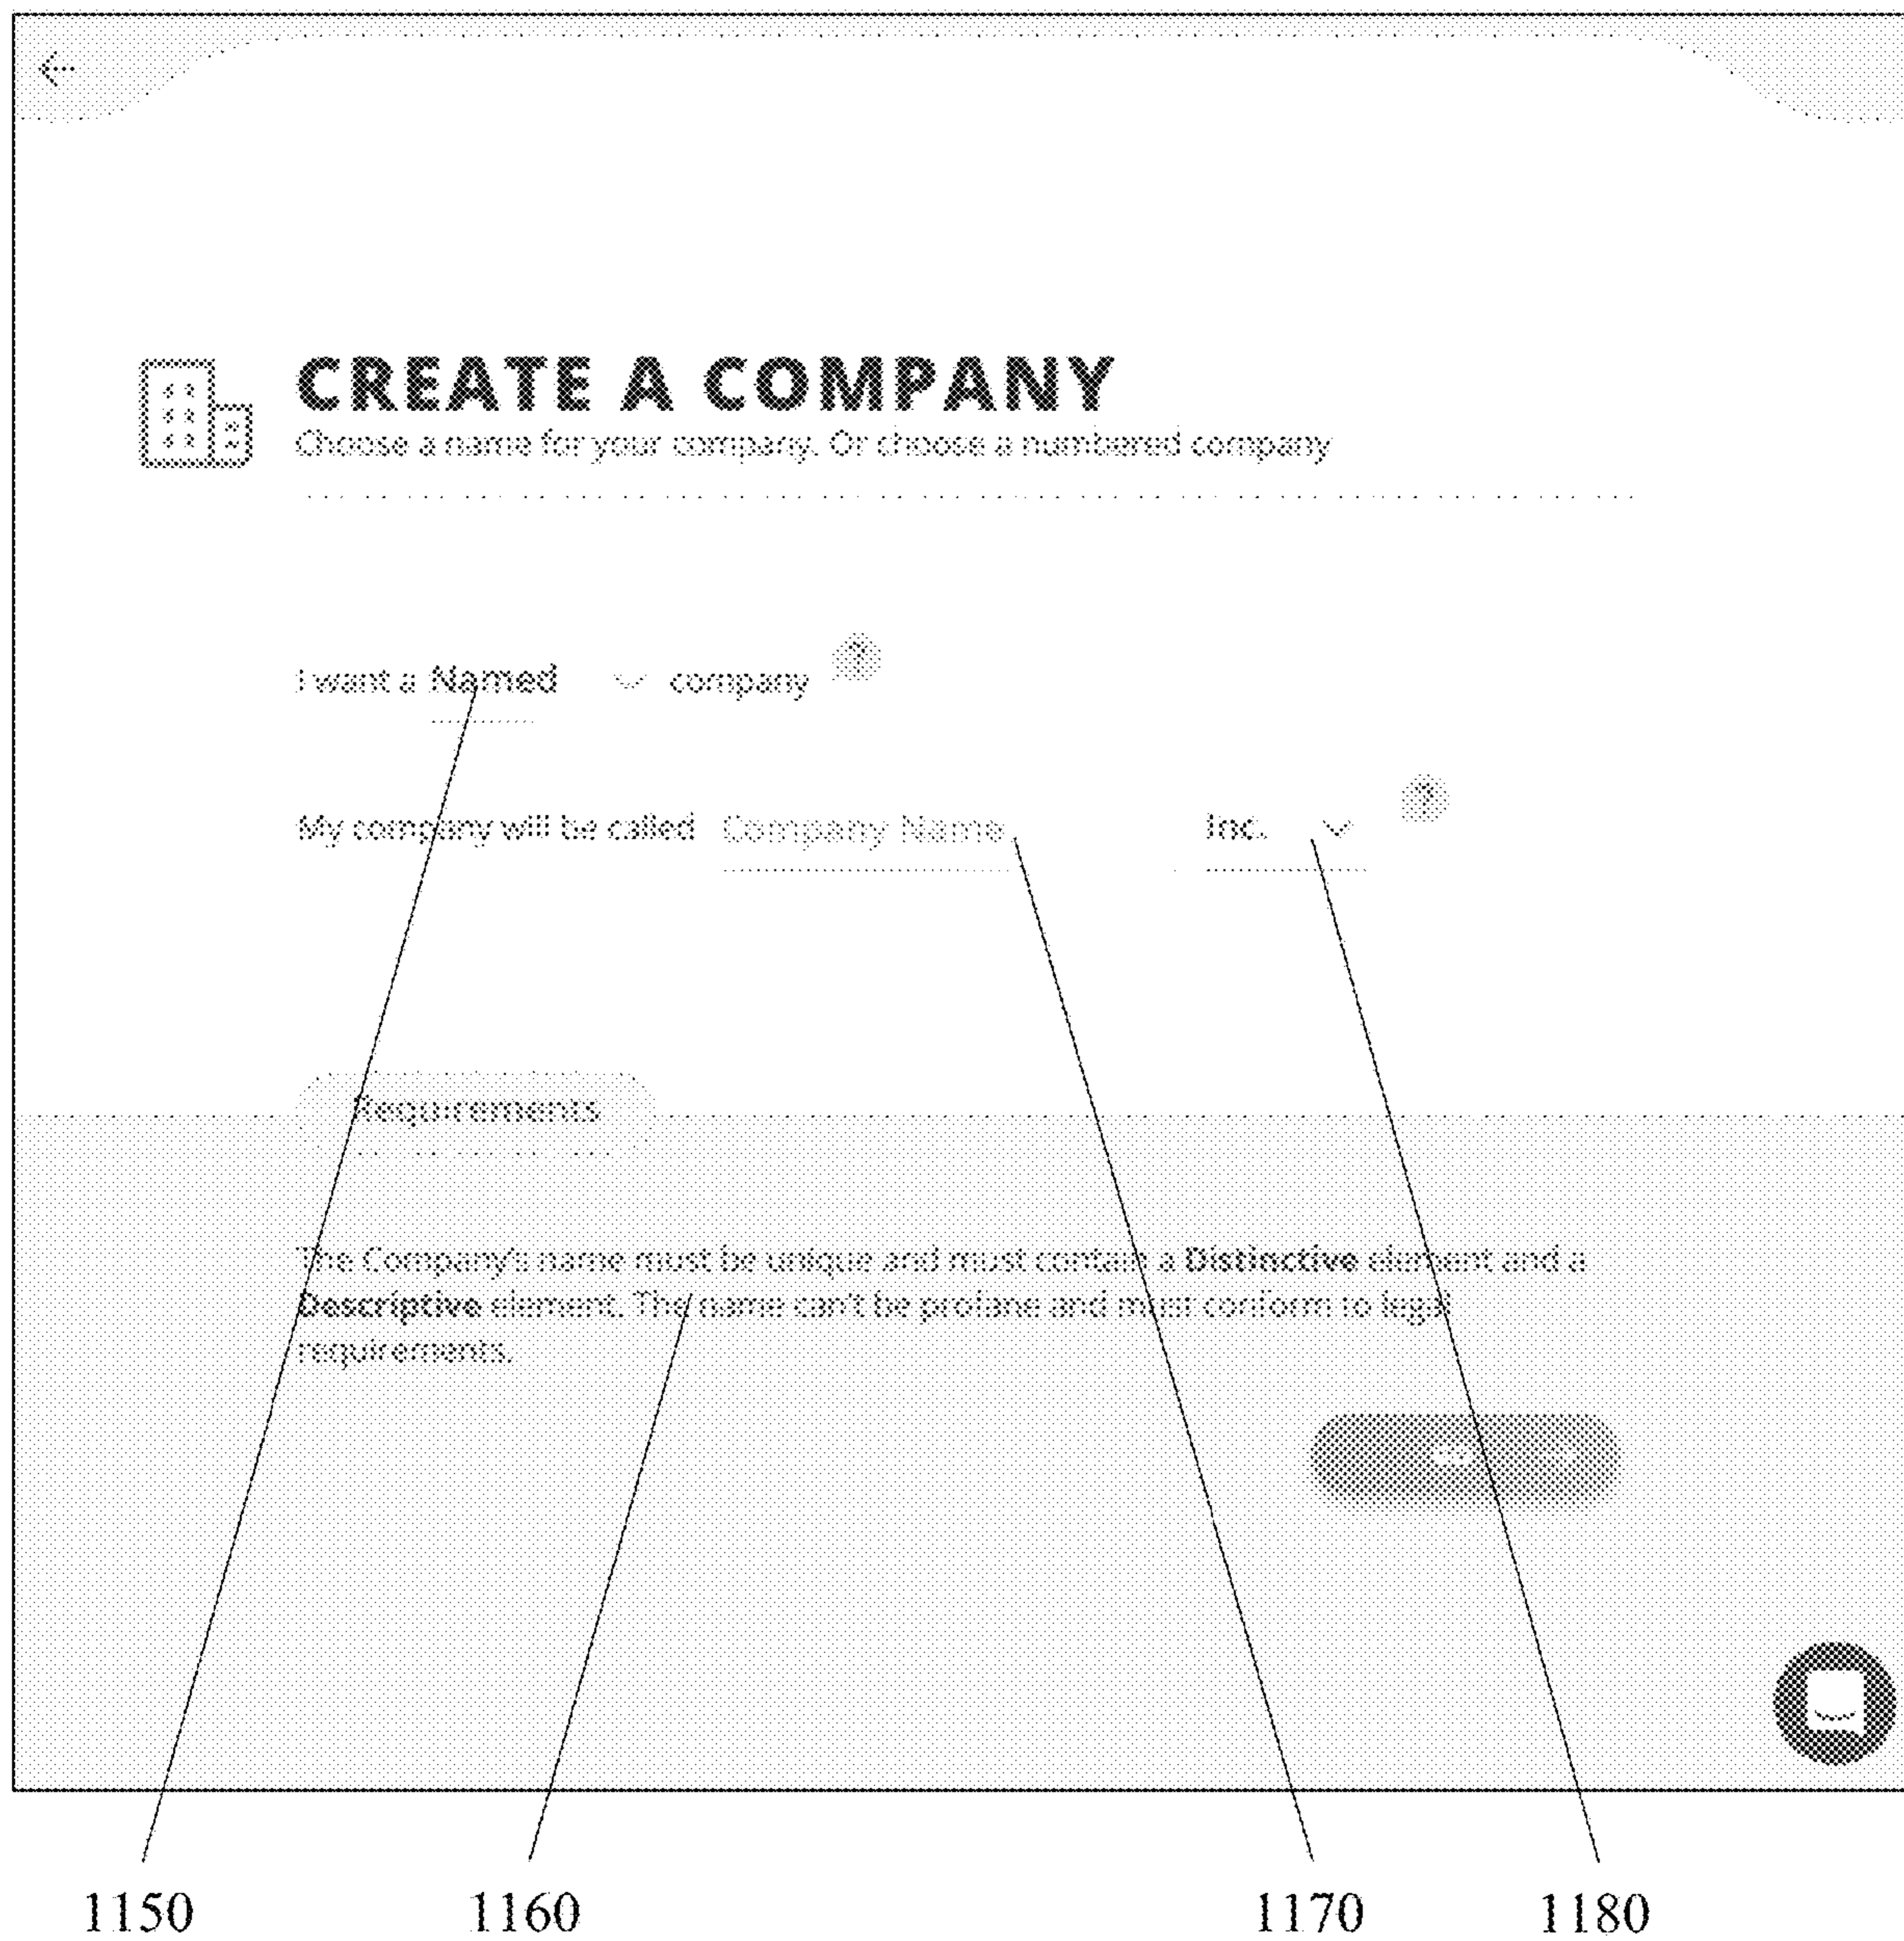 CREATE A COMPANY
Choose a name for your company. Or choose a numbered company
I want a Named company ?
My company will be called Company Name Inc. ?
Requirements
The Company's name must be unique and must contain a Distinctive element and a
Descriptive element. The name can't be profane and must conform to legal
requirements.
1150 1160 1170 1180